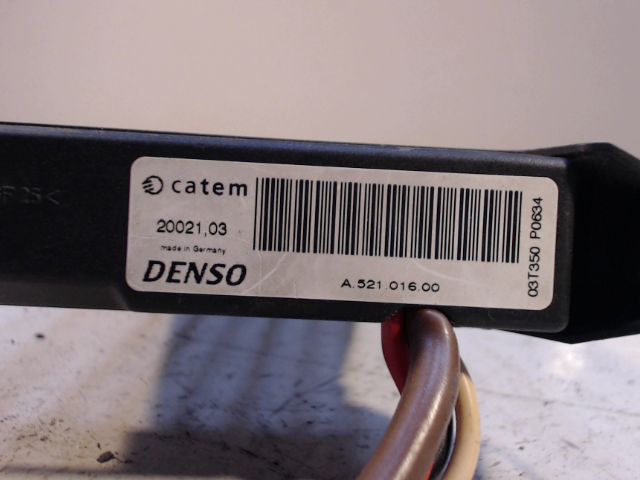 catem
20021,03
made in Germany
DENSO
A.521.016.00
03T350 P0634